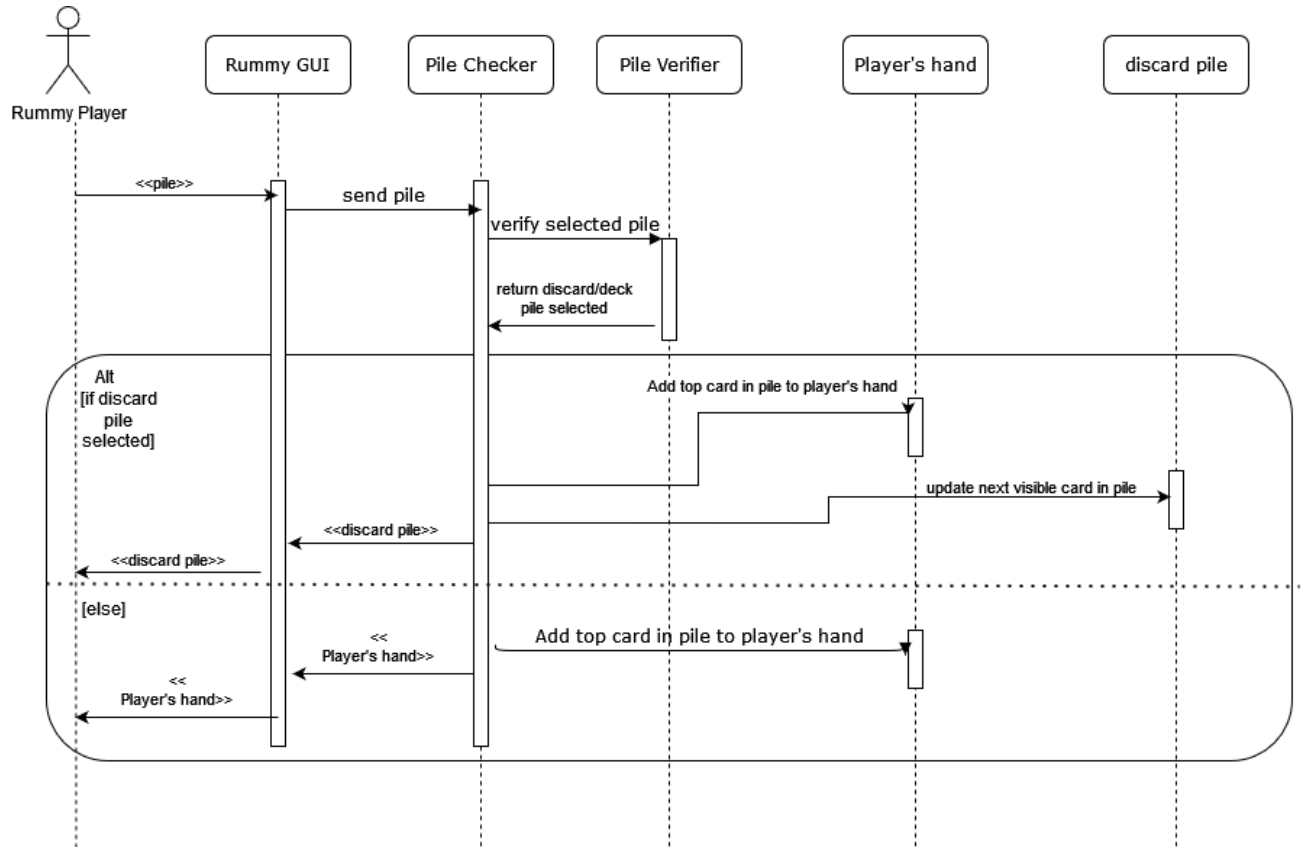 Rummy Player
Rummy GUI
Pile Checker
Pile Verifier
Player's hand
discard pile
<<pile>>
send pile
verify selected pile
return discard/deck
pile selected
Alt
[if discard
pile
selected]
Add top card in pile to player's hand
update next visible card in pile
<<discard pile>>
<<discard pile>>
[else]
Add top card in pile to player's hand
<<
Player's hand>>
<<
Player's hand>>